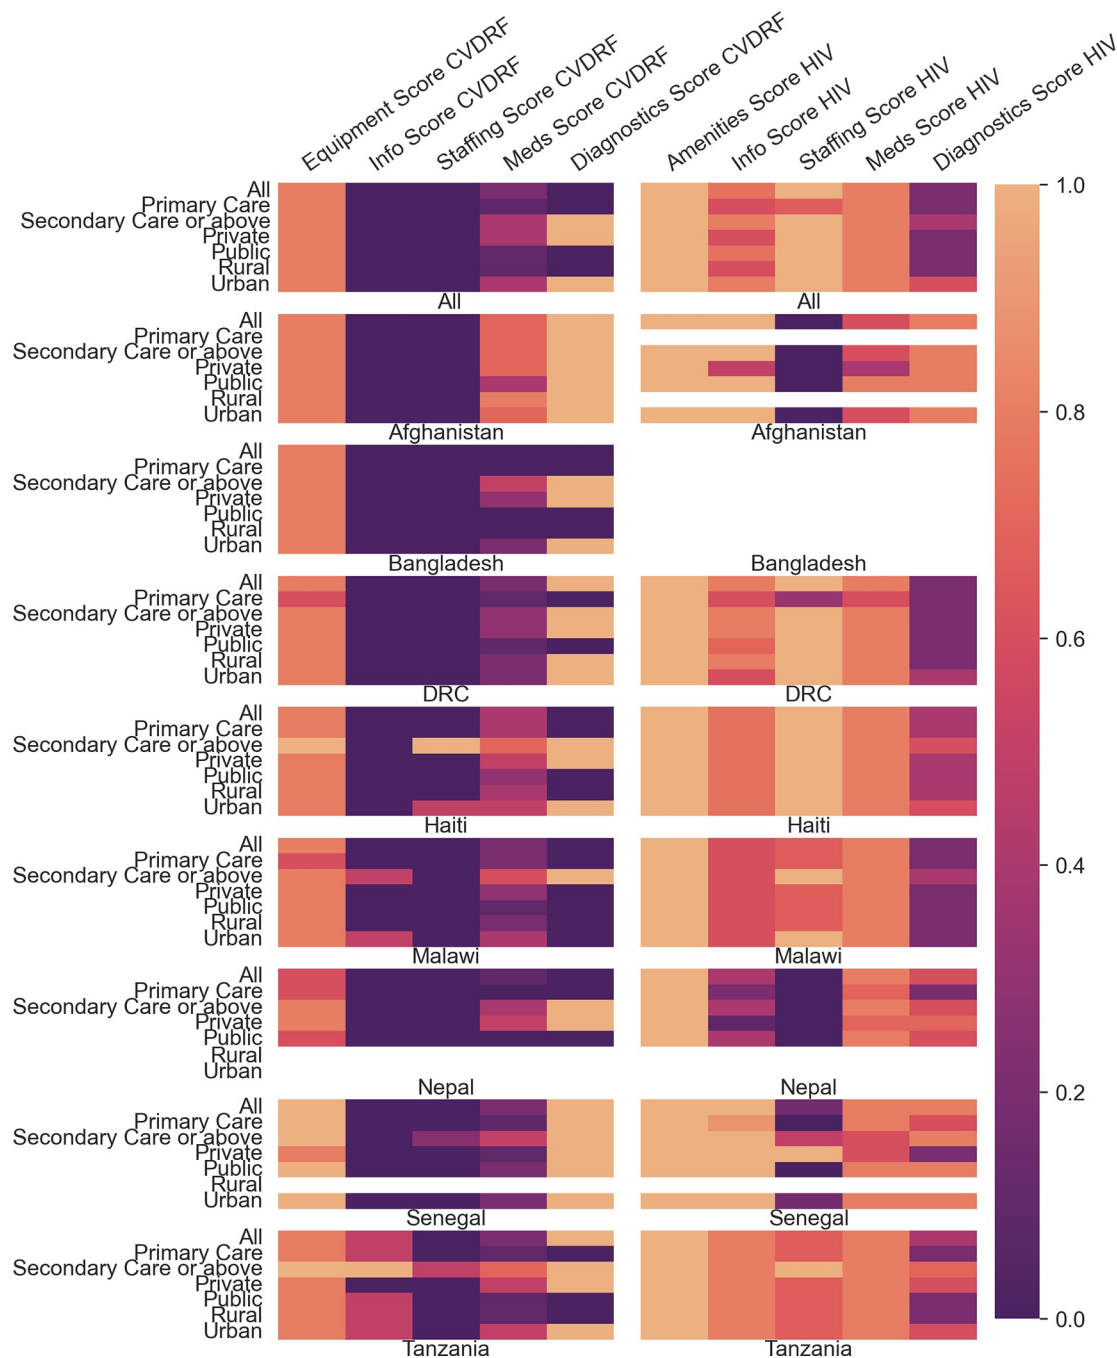 Equipment Score CVDRF
Info Score CVDRF
Staffing Score CVDRF
Meds Score CVDRF
Diagnostics Score CVDRF
Amenities Score HIV
Info Score HIV
Staffing Score HIV
Meds Score HIV
Diagnostics Score HIV
All
Primary Care
Secondary Care or above
Private
Public
Rural
Urban
All All
All
Primary Care
Secondary Care or above
Private
Public
Rural
Urban
Afghanistan Afghanistan
All
Primary Care
Secondary Care or above
Private
Public
Rural
Urban
Bangladesh Bangladesh
All
Primary Care
Secondary Care or above
Private
Public
Rural
Urban
DRC DRC
All
Primary Care
Secondary Care or above
Private
Public
Rural
Urban
Haiti Haiti
All
Primary Care
Secondary Care or above
Private
Public
Rural
Urban
Malawi Malawi
All
Primary Care
Secondary Care or above
Private
Public
Rural
Urban
Nepal Nepal
All
Primary Care
Secondary Care or above
Private
Public
Rural
Urban
Senegal Senegal
All
Primary Care
Secondary Care or above
Private
Public
Rural
Urban
Tanzania Tanzania
1.0
0.8
0.6
0.4
0.2
0.0